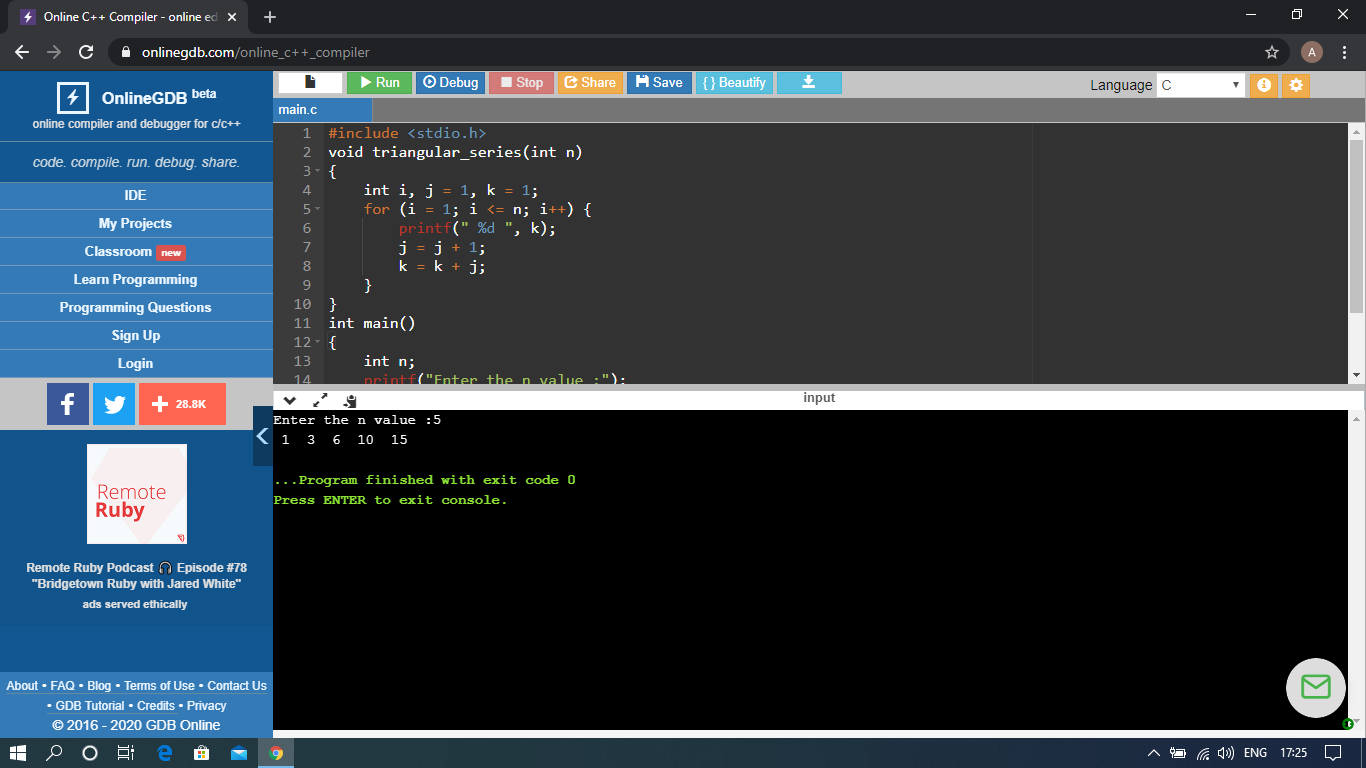 Online C++ Compiler - online ed
onlinegdb.com/online_c++_compiler
A
OnlineGDB beta
online compiler and debugger for c/c++
code. compile. run. debug. share.
IDE
My Projects
Classroom new
Learn Programming
Programming Questions
Sign Up
Login
f
28.8K
Remote
Ruby
Remote Ruby Podcast 🎧 Episode #78
"Bridgetown Ruby with Jared White"
ads served ethically
About • FAQ • Blog • Terms of Use • Contact Us
• GDB Tutorial • Credits • Privacy
© 2016 - 2020 GDB Online
Run Debug Stop Share Save { } Beautify
Language C
main.c
1 #include <stdio.h>
2 void triangular_series(int n)
3 {
4     int i, j = 1, k = 1;
5     for (i = 1; i <= n; i++) {
6         printf(" %d ", k);
7         j = j + 1;
8         k = k + j;
9     }
10 }
11 int main()
12 {
13     int n;
14     printf("Enter the n value :");
input
Enter the n value :5
 1  3  6  10  15
...Program finished with exit code 0
Press ENTER to exit console.
ENG 17:25